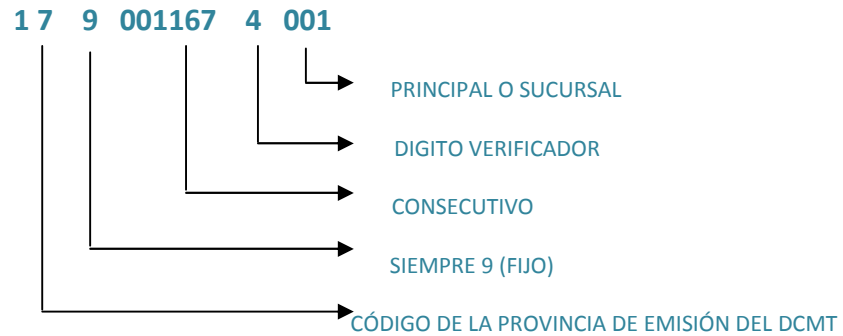 1 7 9 001167 4 001
PRINCIPAL O SUCURSAL
DIGITO VERIFICADOR
CONSECUTIVO
SIEMPRE 9 (FIJO)
CÓDIGO DE LA PROVINCIA DE EMISIÓN DEL DCMT